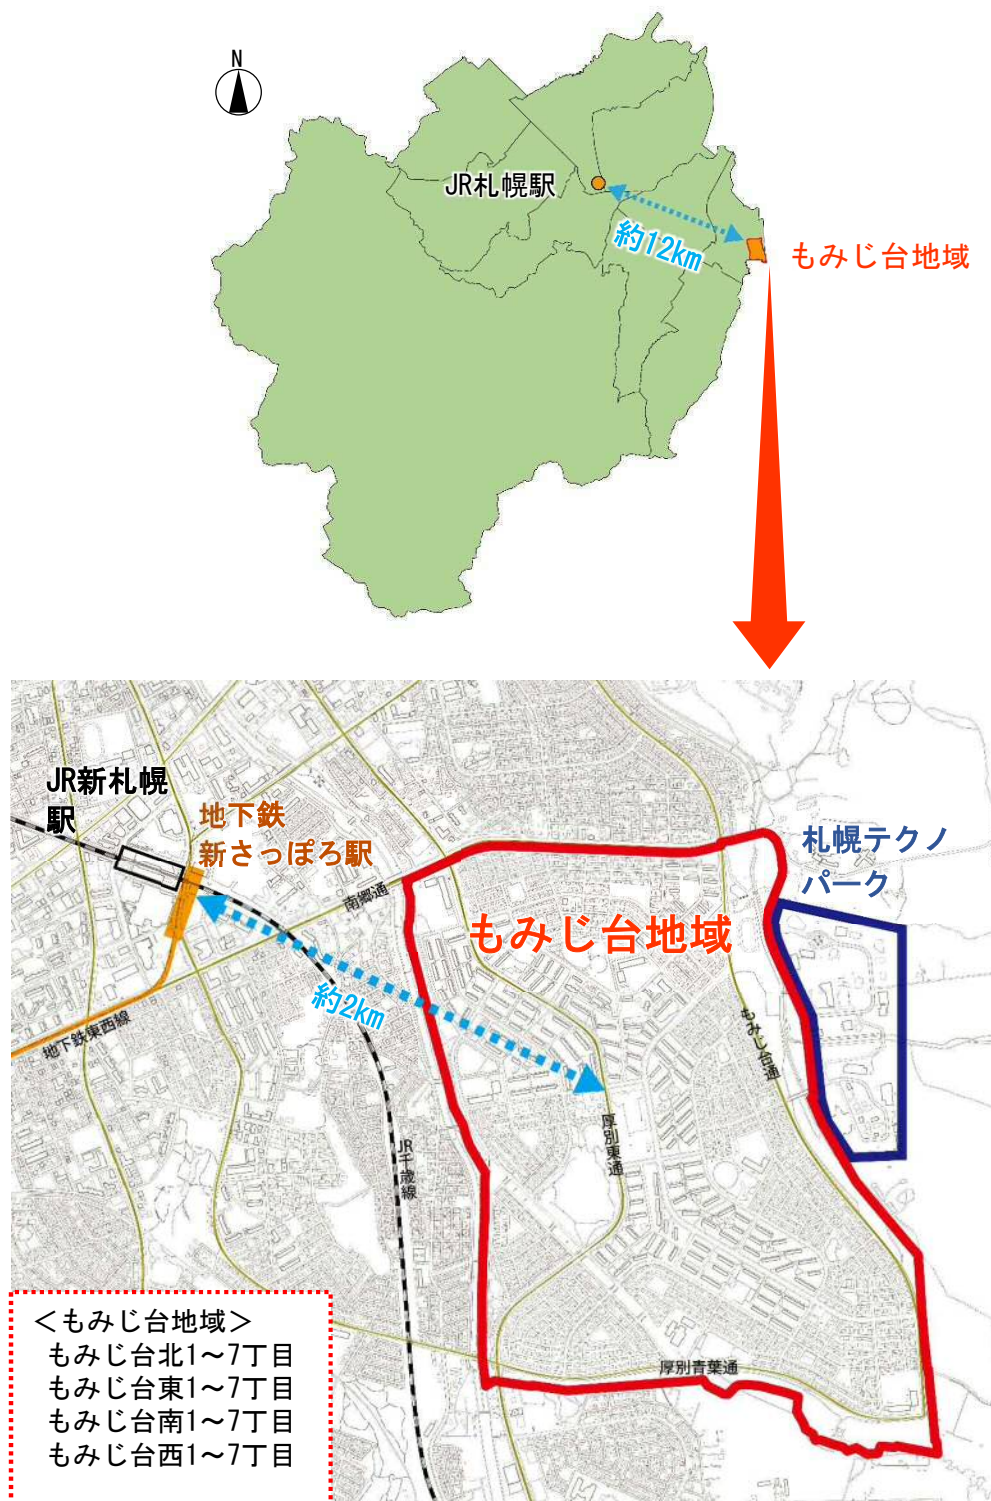 N
JR札幌駅
約12km
もみじ台地域
JR新札幌
駅
地下鉄
新さっぽろ駅
札幌テクノ
パーク
南郷通
もみじ台地域
約2km
地下鉄東西線
もみじ台通
厚別東通
JR千歳線
厚別青葉通
＜もみじ台地域＞
もみじ台北1～7丁目
もみじ台東1～7丁目
もみじ台南1～7丁目
もみじ台西1～7丁目